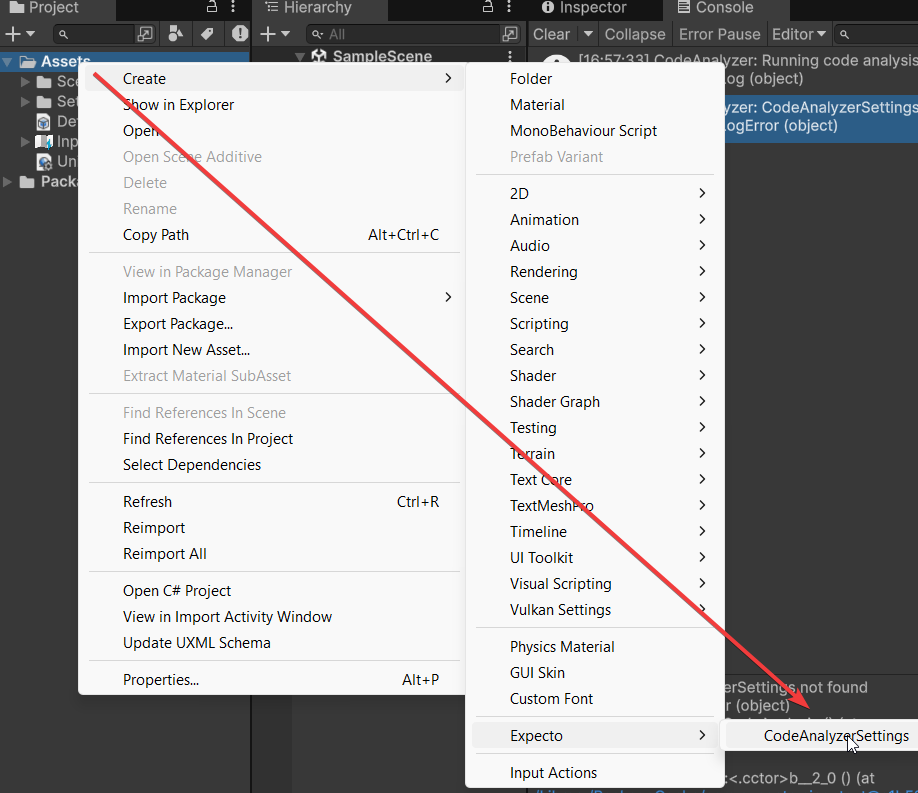 Project
Hierarchy
Inspector
Console
All
Clear
Collapse
Error Pause
Editor
Assets
SampleScene
[16:57:33] CodeAnalyzer: Running code analysis
og (object)
yzer: CodeAnalyzerSettings
ogError (object)
Packa
Create
Show in Explorer
Open
Open Scene Additive
Delete
Rename
Copy Path Alt+Ctrl+C
View in Package Manager
Import Package
Export Package...
Import New Asset...
Extract Material SubAsset
Find References In Scene
Find References In Project
Select Dependencies
Refresh Ctrl+R
Reimport
Reimport All
Open C# Project
View in Import Activity Window
Update UXML Schema
Properties... Alt+P
Folder
Material
MonoBehaviour Script
Prefab Variant
2D
Animation
Audio
Rendering
Scene
Scripting
Search
Shader
Shader Graph
Testing
Terrain
Text Core
TextMeshPro
Timeline
UI Toolkit
Visual Scripting
Vulkan Settings
Physics Material
GUI Skin
Custom Font
Expecto
Input Actions
CodeAnalyzerSettings
erSettings not found
r (object)
:<.cctor>b__2_0 () (at